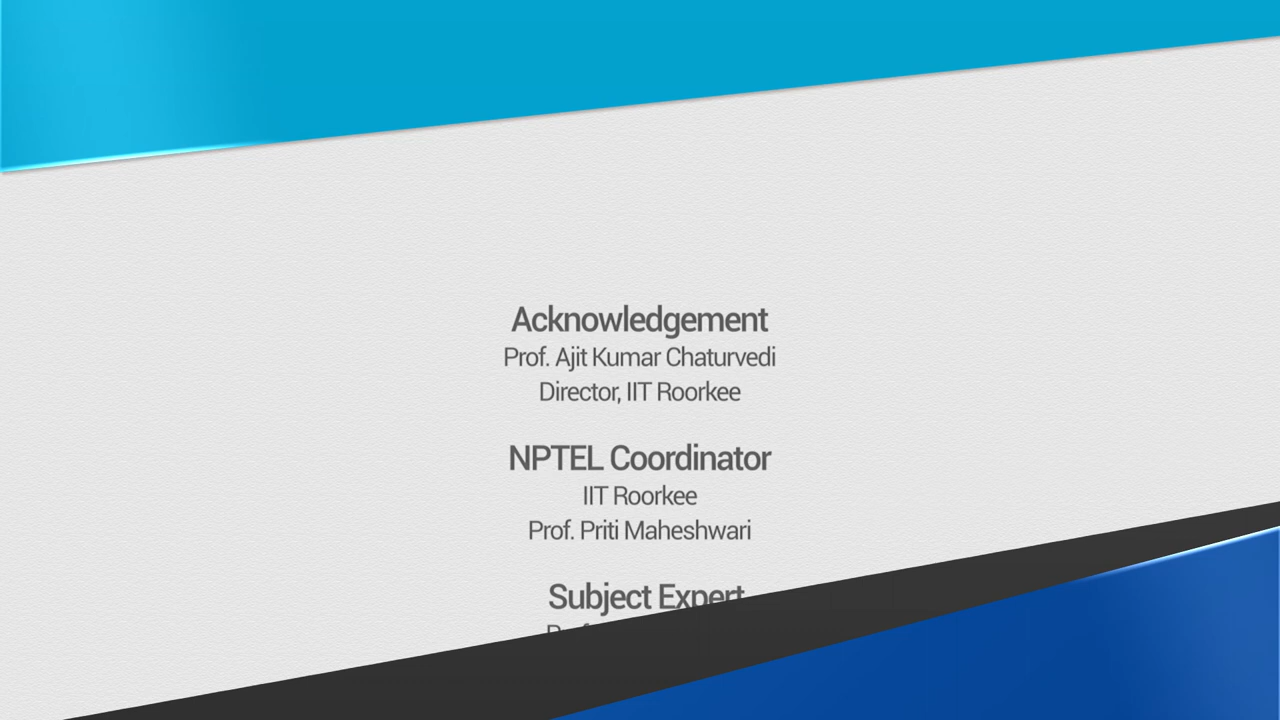 Acknowledgement
Prof. Ajit Kumar Chaturvedi
Director, IIT Roorkee
NPTEL Coordinator
IIT Roorkee
Prof. Priti Maheshwari
Subject Expert